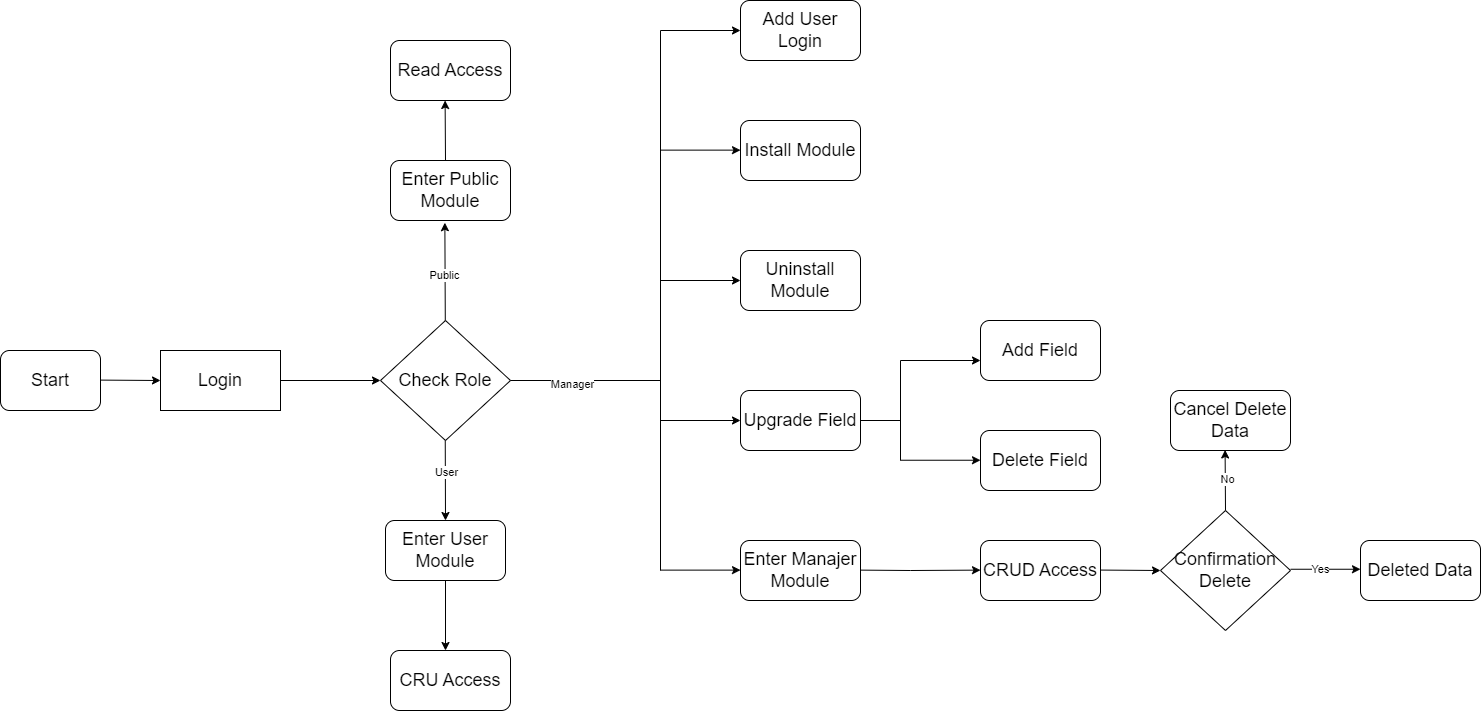 Add User
Login
Read Access
Install Module
Enter Public
Module
Public
Uninstall
Module
Start
Login
Check Role
Manager
Add Field
Upgrade Field
Delete Field
Cancel Delete
Data
User
No
Enter User
Module
Enter Manajer
Module
CRUD Access
Confirmation
Delete
Yes
Deleted Data
CRU Access